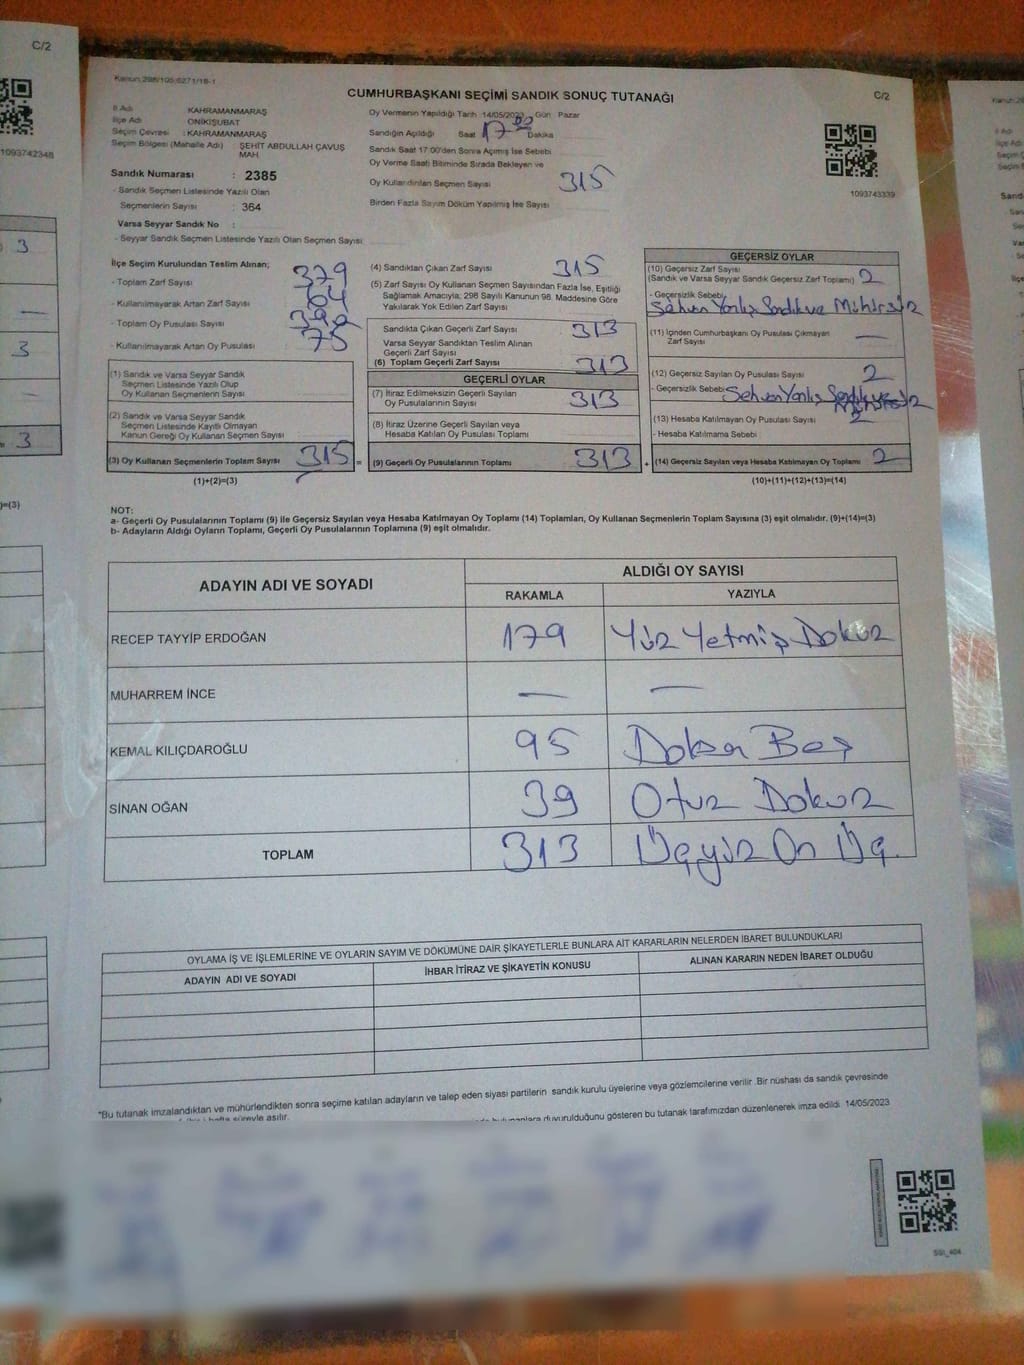 C/2
1093742348
3
3
3
Kanun:298/105;6271/18-1
CUMHURBAŞKANI SEÇİMİ SANDIK SONUÇ TUTANAĞI
C/2
İl Adı KAHRAMANMARAŞ
İlçe Adı ONİKİŞUBAT
Seçim Çevresi : KAHRAMANMARAŞ
Seçim Bölgesi (Mahalle Adı) ŞEHİT ABDULLAH ÇAVUŞ MAH.
Sandık Numarası : 2385
- Sandık Seçmen Listesinde Yazılı Olan
Seçmenlerin Sayısı : 364
Varsa Seyyar Sandık No :
- Seyyar Sandık Seçmen Listesinde Yazılı Olan Seçmen Sayısı
Oy Vermenin Yapıldığı Tarih 14/05/2023 Gün Pazar
Sandığın Açıldığı Saat 17 Dakika
Sandık Saat 17:00'den Sonra Açımış İse Sebebi
Oy Verme Saati Bitiminde Sırada Bekleyen ve
Oy Kullandırılan Seçmen Sayısı 315
Birden Fazla Sayım Döküm Yapılmış İse Sayısı
1093743339
İlçe Seçim Kurulundan Teslim Alınan;
- Toplam Zarf Sayısı 379
- Kullanılmayarak Artan Zarf Sayısı 64
- Toplam Oy Pusulası Sayısı
- Kullanılmayarak Artan Oy Pusulası 75
(1) Sandık ve Varsa Seyyar Sandık
Seçmen Listesinde Yazılı Olup
Oy Kullanan Seçmenlerin Sayısı
(2) Sandık ve Varsa Seyyar Sandık
Seçmen Listesinde Kayıtlı Olmayan
Kanun Gereği Oy Kullanan Seçmen Sayısı
(3) Oy Kullanan Seçmenlerin Toplam Sayısı 315 =
(1)+(2)=(3)
(4) Sandıktan Çıkan Zarf Sayısı 315
(5) Zarf Sayısı Oy Kullanan Seçmen Sayısından Fazla İse, Eşitliği
Sağlamak Amacıyla; 298 Sayılı Kanunun 98. Maddesine Göre
Yakılarak Yok Edilen Zarf Sayısı
Sandıkta Çıkan Geçerli Zarf Sayısı 313
Varsa Seyyar Sandıktan Teslim Alınan
Geçerli Zarf Sayısı
(6) Toplam Geçerli Zarf Sayısı 313
GEÇERLİ OYLAR
(7) İtiraz Edilmeksizin Geçerli Sayılan
Oy Pusulalarının Sayısı 313
(8) İtiraz Üzerine Geçerli Sayılan veya
Hesaba Katılan Oy Pusulası Toplamı
(9) Geçerli Oy Pusulalarının Toplamı 313 +
GEÇERSİZ OYLAR
(10) Geçersiz Zarf Sayısı
(Sandık ve Varsa Seyyar Sandık Geçersiz Zarf Toplamı) 2
- Geçersizlik Sebebi
Sehven Yanlış Sandık ve Mühürsüz
(11) İçinden Cumhurbaşkanı Oy Pusulası Çıkmayan
Zarf Sayısı —
(12) Geçersiz Sayılan Oy Pusulası Sayısı 2
- Geçersizlik Sebebi Sehven Yanlış Sandık
(13) Hesaba Katılmayan Oy Pusulası Sayısı 2
- Hesaba Katılmama Sebebi
(14) Geçersiz Sayılan veya Hesaba Katılmayan Oy Toplamı 2
(10)+(11)+(12)+(13)=(14)
NOT:
a- Geçerli Oy Pusulalarının Toplamı (9) ile Geçersiz Sayılan veya Hesaba Katılmayan Oy Toplamı (14) Toplamları, Oy Kullanan Seçmenlerin Toplam Sayısına (3) eşit olmalıdır. (9)+(14)=(3)
b- Adayların Aldığı Oyların Toplamı, Geçerli Oy Pusulalarının Toplamına (9) eşit olmalıdır.
ADAYIN ADI VE SOYADI
ALDIĞI OY SAYISI
RAKAMLA YAZIYLA
RECEP TAYYİP ERDOĞAN 179 Yüz Yetmiş Dokuz
MUHARREM İNCE — —
KEMAL KILIÇDAROĞLU 95 Doksan Beş
SİNAN OĞAN 39 Otuz Dokuz
TOPLAM 313 Üçyüz On Üç.
OYLAMA İŞ VE İŞLEMLERİNE VE OYLARIN SAYIM VE DÖKÜMÜNE DAİR ŞİKAYETLERLE BUNLARA AİT KARARLARIN NELERDEN İBARET BULUNDUKLARI
ADAYIN ADI VE SOYADI İHBAR İTİRAZ VE ŞİKAYETİN KONUSU ALINAN KARARIN NEDEN İBARET OLDUĞU
*Bu tutanak imzalandıktan ve mühürlendikten sonra seçime katılan adayların ve talep eden siyasi partilerin sandık kurulu üyelerine veya gözlemcilerine verilir. Bir nüshası da sandık çevresinde
hafta süreyle asılır.
duyurulduğunu gösteren bu tutanak tarafımızdan düzenlenerek imza edildi. 14/05/2023
SSI_404